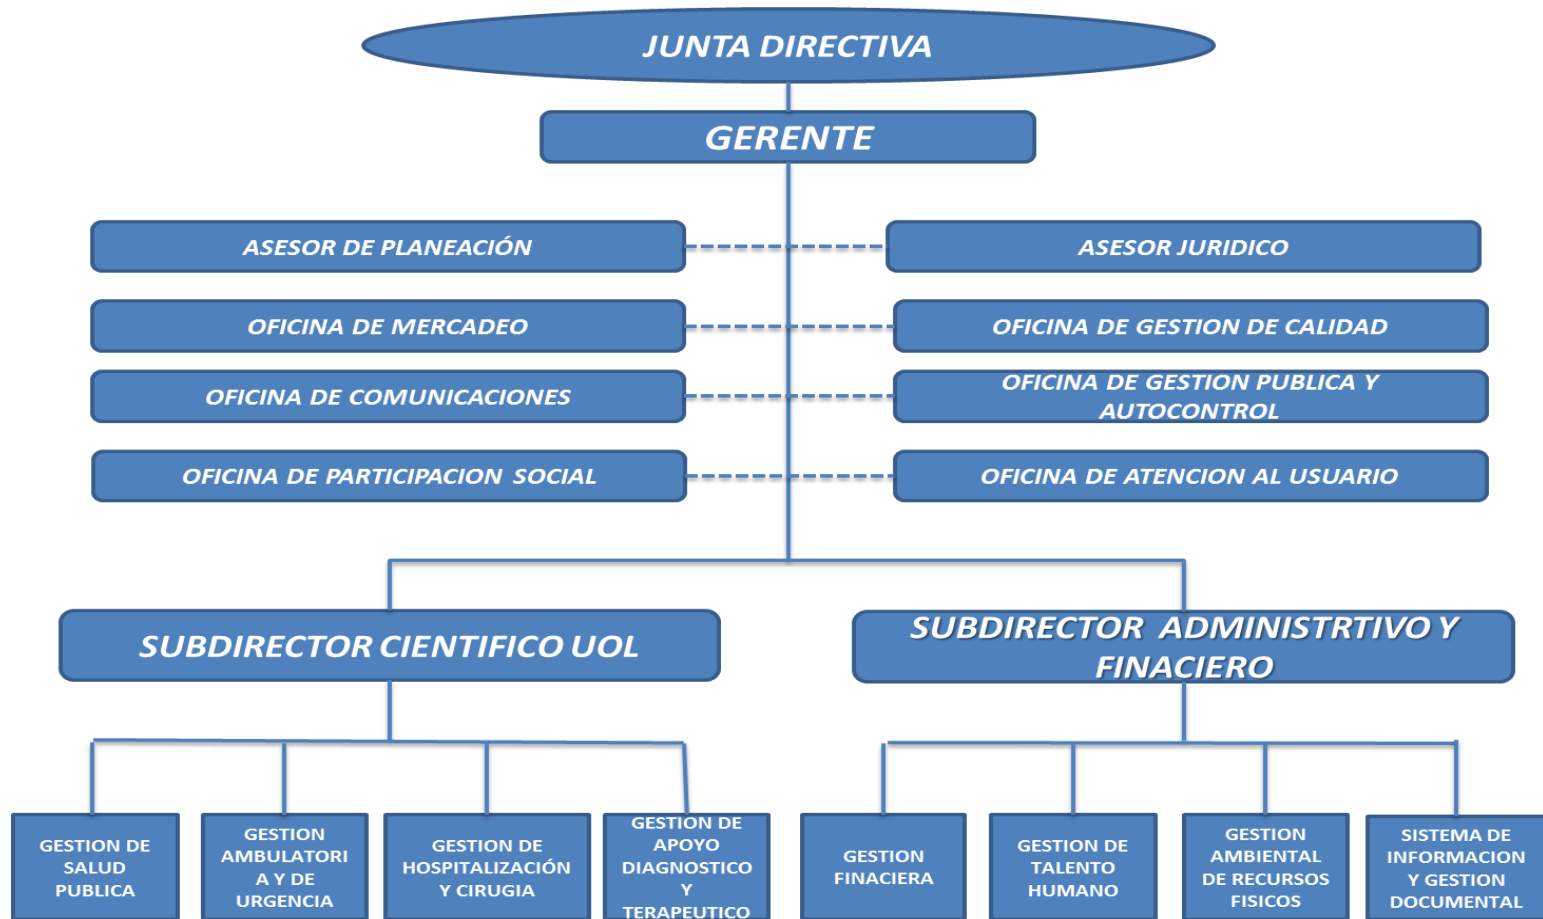 JUNTA DIRECTIVA
GERENTE
ASESOR DE PLANEACIÓN
ASESOR JURIDICO
OFICINA DE MERCADEO
OFICINA DE GESTION DE CALIDAD
OFICINA DE COMUNICACIONES
OFICINA DE GESTION PUBLICA Y
AUTOCONTROL
OFICINA DE PARTICIPACION SOCIAL
OFICINA DE ATENCION AL USUARIO
SUBDIRECTOR CIENTIFICO UOL
SUBDIRECTOR ADMINISTRTIVO Y
FINACIERO
GESTION DE
SALUD
PUBLICA
GESTION
AMBULATORI
A Y DE
URGENCIA
GESTION DE
HOSPITALIZACIÓN
Y CIRUGIA
GESTION DE
APOYO
DIAGNOSTICO
Y
TERAPEUTICO
GESTION
FINACIERA
GESTION DE
TALENTO
HUMANO
GESTION
AMBIENTAL
DE RECURSOS
FISICOS
SISTEMA DE
INFORMACION
Y GESTION
DOCUMENTAL